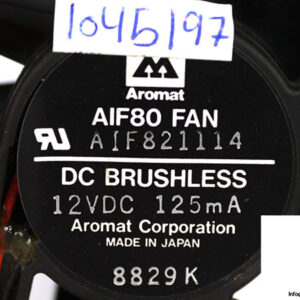 1045197
Aromat
AIF80 FAN
AIF821114
DC BRUSHLESS
12VDC 125mA
Aromat Corporation
MADE IN JAPAN
8829K